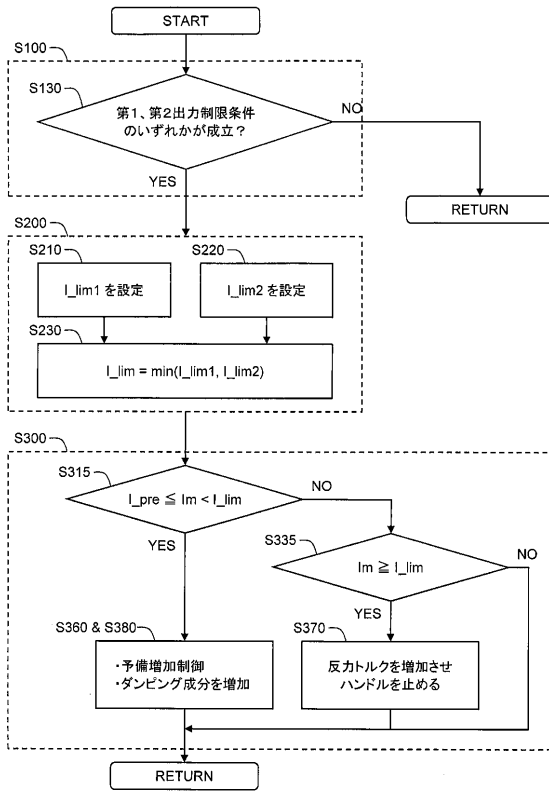 START
S100
S130
第1、第2出力制限条件
のいずれかが成立？
NO
YES
RETURN
S200
S210
I_lim1 を設定
S220
I_lim2 を設定
S230
I_lim = min(I_lim1, I_lim2)
S300
S315
I_pre ≦ Im < I_lim
NO
YES
S335
Im ≧ I_lim
NO
YES
S360 & S380
・予備増加制御
・ダンピング成分を増加
S370
反力トルクを増加させ
ハンドルを止める
RETURN